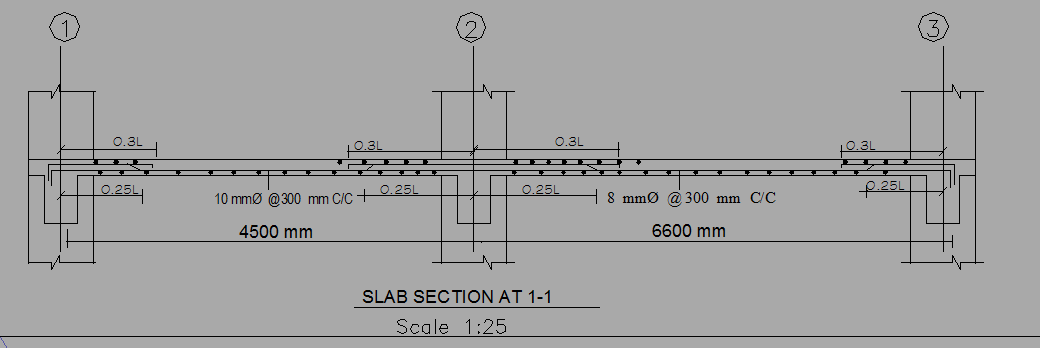 1 2 3
0.3L 0.3L 0.3L 0.3L
0.25L 0.25L 0.25L 0.25L
10 mmØ @300 mm C/C 8 mmØ @300 mm C/C
4500 mm 6600 mm
SLAB SECTION AT 1-1
Scale 1:25